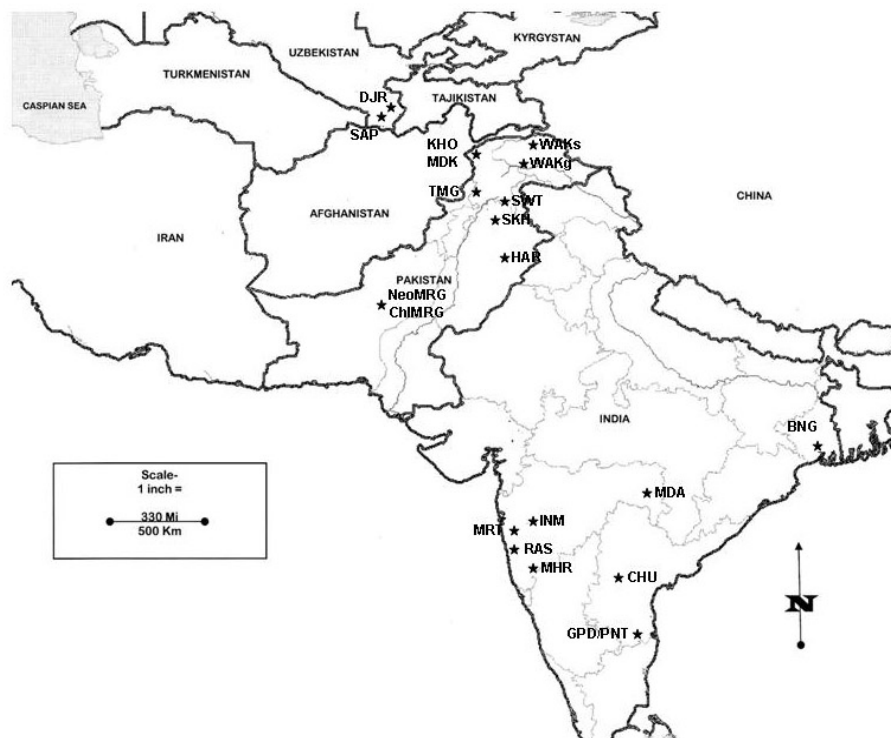 KYRGYSTAN
UZBEKISTAN
TURKMENISTAN
CASPIAN SEA
DJR
TAJIKISTAN
SAP
KHO
MDK
WAKs
WAKg
TMG
SWT
CHINA
AFGHANISTAN
SKH
IRAN
HAR
PAKISTAN
NeoMRG
ChlMRG
INDIA
BNG
Scale-
1 inch =
330 Mi
500 Km
MDA
INM
MRT
RAS
MHR
CHU
N
GPD/PNT